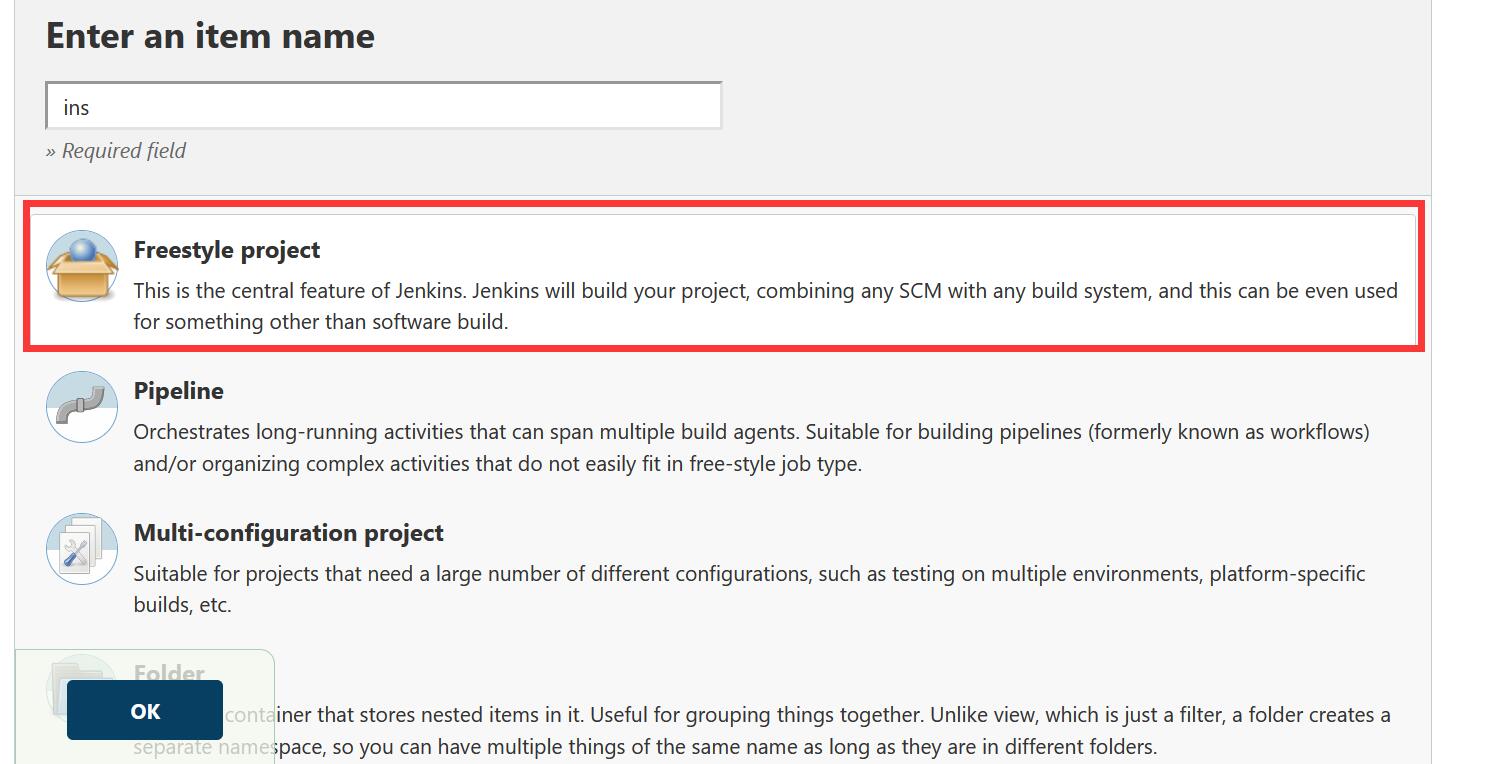 Enter an item name
ins
» Required field
Freestyle project
This is the central feature of Jenkins. Jenkins will build your project, combining any SCM with any build system, and this can be even used
for something other than software build.
Pipeline
Orchestrates long-running activities that can span multiple build agents. Suitable for building pipelines (formerly known as workflows)
and/or organizing complex activities that do not easily fit in free-style job type.
Multi-configuration project
Suitable for projects that need a large number of different configurations, such as testing on multiple environments, platform-specific
builds, etc.
Folder
OK
container that stores nested items in it. Useful for grouping things together. Unlike view, which is just a filter, a folder creates a
separate namespace, so you can have multiple things of the same name as long as they are in different folders.